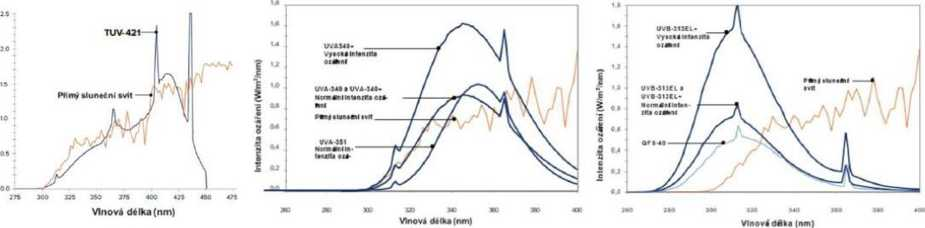 2.5
2.0
1.5
1.0
0.5
0.0
275 300 325 350 375 400 425 450 475
TUV-421
Přímý sluneční svit
Vlnová délka (nm)
1,8
1,6
1,4
1,2
1,0
0,8
0,6
0,4
0,2
0,0
Intenzita ozáření (W/m²/nm)
260 280 300 320 340 360 380 400
UVA340+
Vysoká intenzita
ozáření
UVA-340 a UVA-340+
Normální intenzita ozá-
ření
Přímý sluneční svit
UVA-351
Normální in-
tenzita ozá-
Vlnová délka (nm)
1,8
1,6
1,4
1,2
1,0
0,8
0,6
0,4
0,2
0,0
Intenzita ozáření (W/m²/nm)
260 280 300 320 340 360 380 400
UVB-313EL+
Vysoká intenzita
ozáření
UVB-313EL a
UVB-313EL+
Normální inten-
zita ozáření
QFS-40
Přímý sluneční
svit
Vlnová délka (nm)